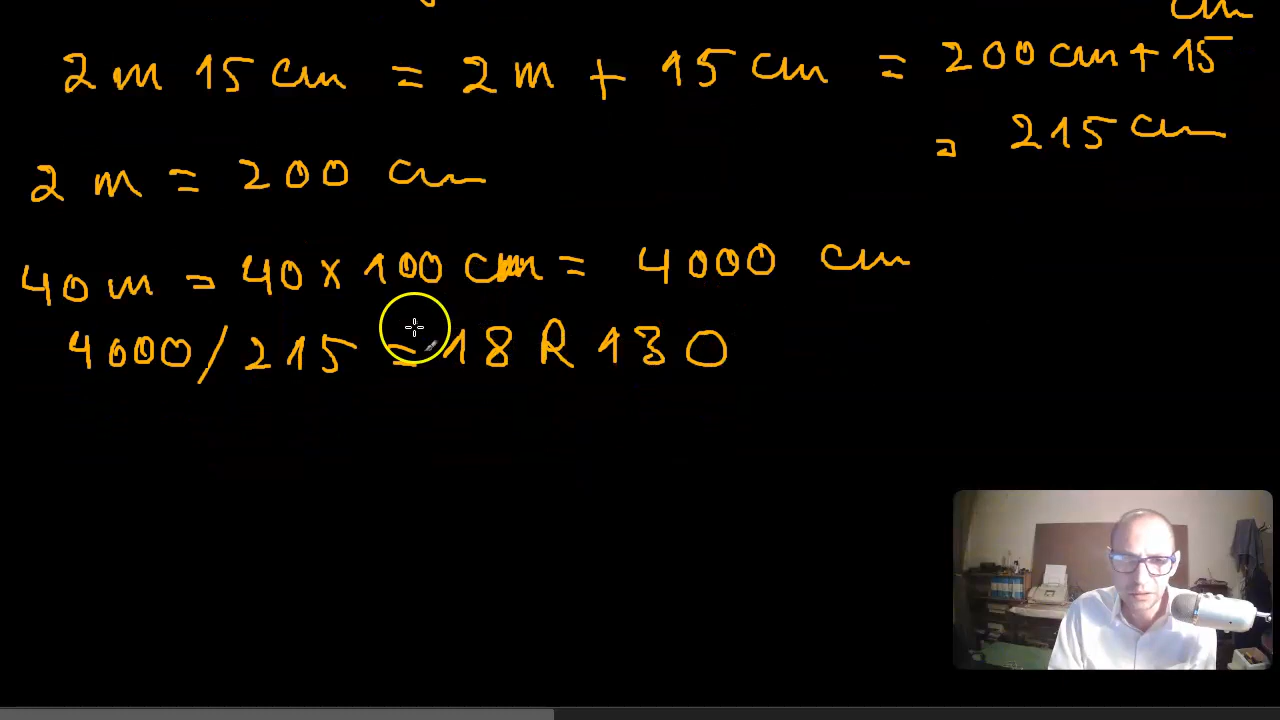 cm
2 m 15 cm = 2 m + 15 cm = 200 cm + 15
= 215 cm
2 m = 200 cm
40 m = 40 x 100 cm = 4000 cm
4000 / 215 = 18 R 130